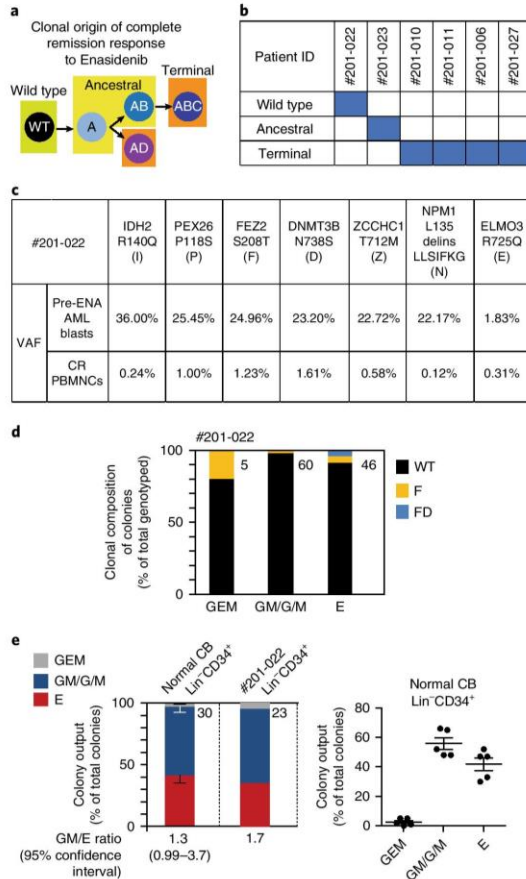 a
Clonal origin of complete
remission response
to Enasidenib
Wild type
Ancestral
Terminal
WT
A
AB
ABC
AD
b
Patient ID
#201-022
#201-023
#201-010
#201-011
#201-006
#201-027
Wild type
Ancestral
Terminal
c
#201-022
IDH2
R140Q
(I)
PEX26
P118S
(P)
FEZ2
S208T
(F)
DNMT3B
N738S
(D)
ZCCHC1
T712M
(Z)
NPM1
L135
delins
LLSIFKG
(N)
ELMO3
R725Q
(E)
VAF
Pre-ENA
AML
blasts
36.00%
25.45%
24.96%
23.20%
22.72%
22.17%
1.83%
CR
PBMNCs
0.24%
1.00%
1.23%
1.61%
0.58%
0.12%
0.31%
d
#201-022
Clonal composition
of colonies
(% of total genotyped)
100
50
0
5
60
46
GEM
GM/G/M
E
WT
F
FD
e
GEM
GM/G/M
E
Normal CB
Lin−CD34+
#201-022
Lin−CD34+
Colony output
(% of total colonies)
100
50
0
30
23
GM/E ratio
(95% confidence
interval)
1.3
(0.99–3.7)
1.7
Normal CB
Lin−CD34+
Colony output
(% of total colonies)
80
60
40
20
0
GEM
GM/G/M
E